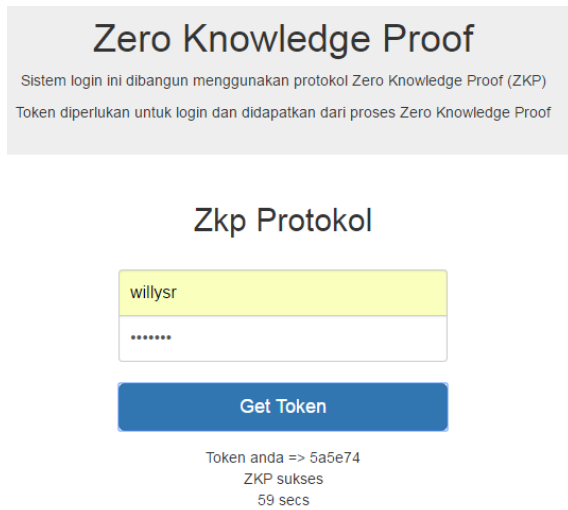 Zero Knowledge Proof
Sistem login ini dibangun menggunakan protokol Zero Knowledge Proof (ZKP)
Token diperlukan untuk login dan didapatkan dari proses Zero Knowledge Proof
Zkp Protokol
willysr
•••••••
Get Token
Token anda => 5a5e74
ZKP sukses
59 secs